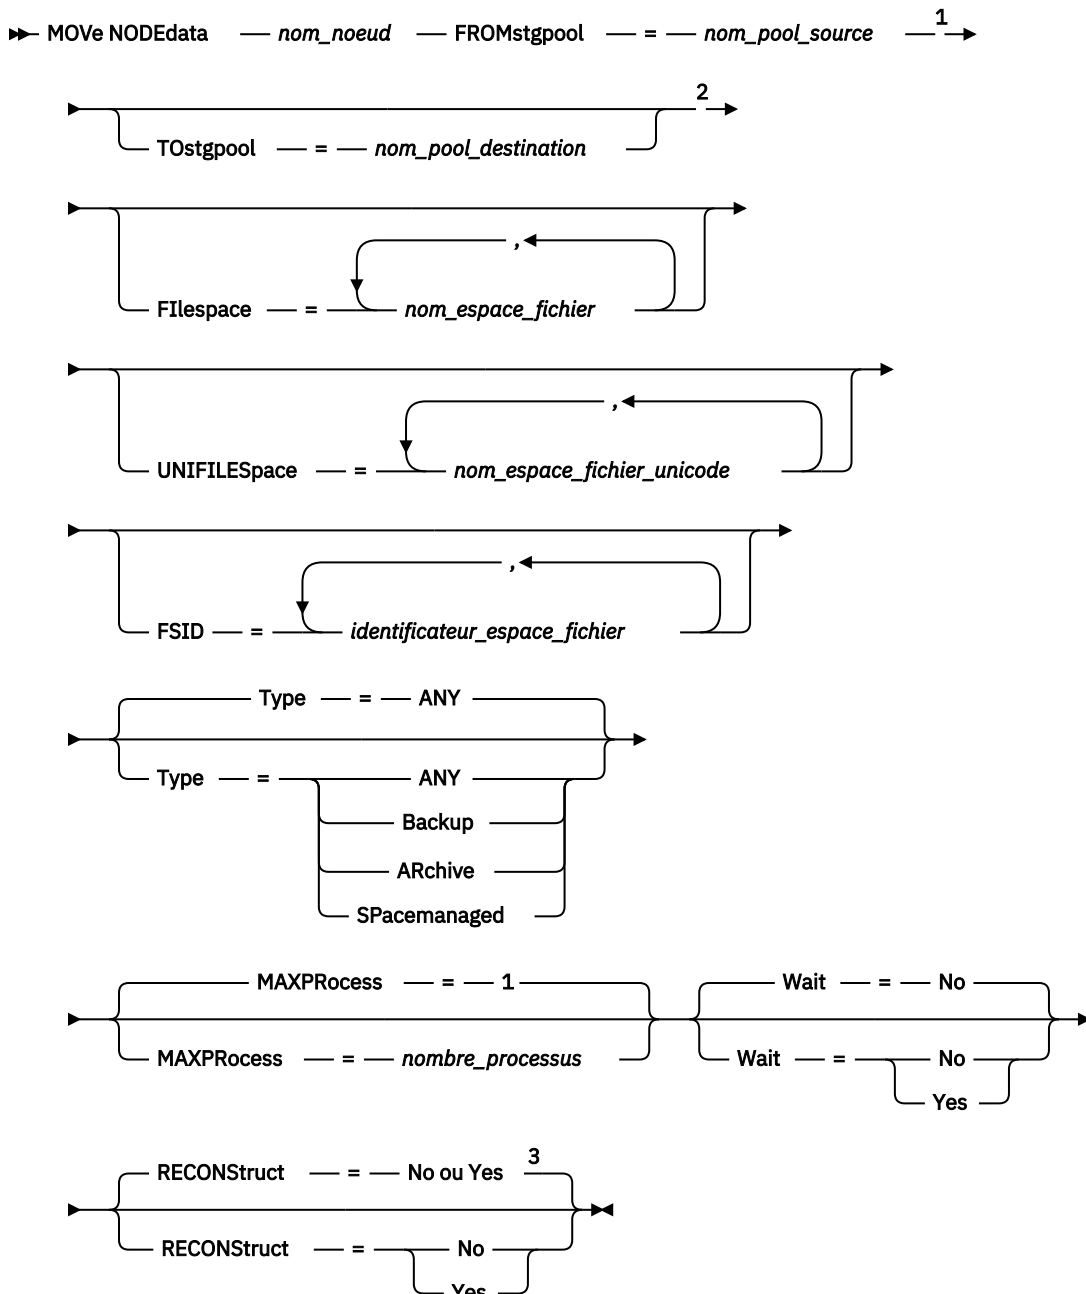 MOVe NODEdata nom_noeud FROMstgpool = nom_pool_source 1
2
TOstgpool = nom_pool_destination
,
FIlespace = nom_espace_fichier
,
UNIFILESpace = nom_espace_fichier_unicode
,
FSID = identificateur_espace_fichier
Type = ANY
Type = ANY
Backup
ARchive
SPacemanaged
MAXPRocess = 1 Wait = No
MAXPRocess = nombre_processus Wait = No
Yes
RECONStruct = No ou Yes 3
RECONStruct = No
Yes